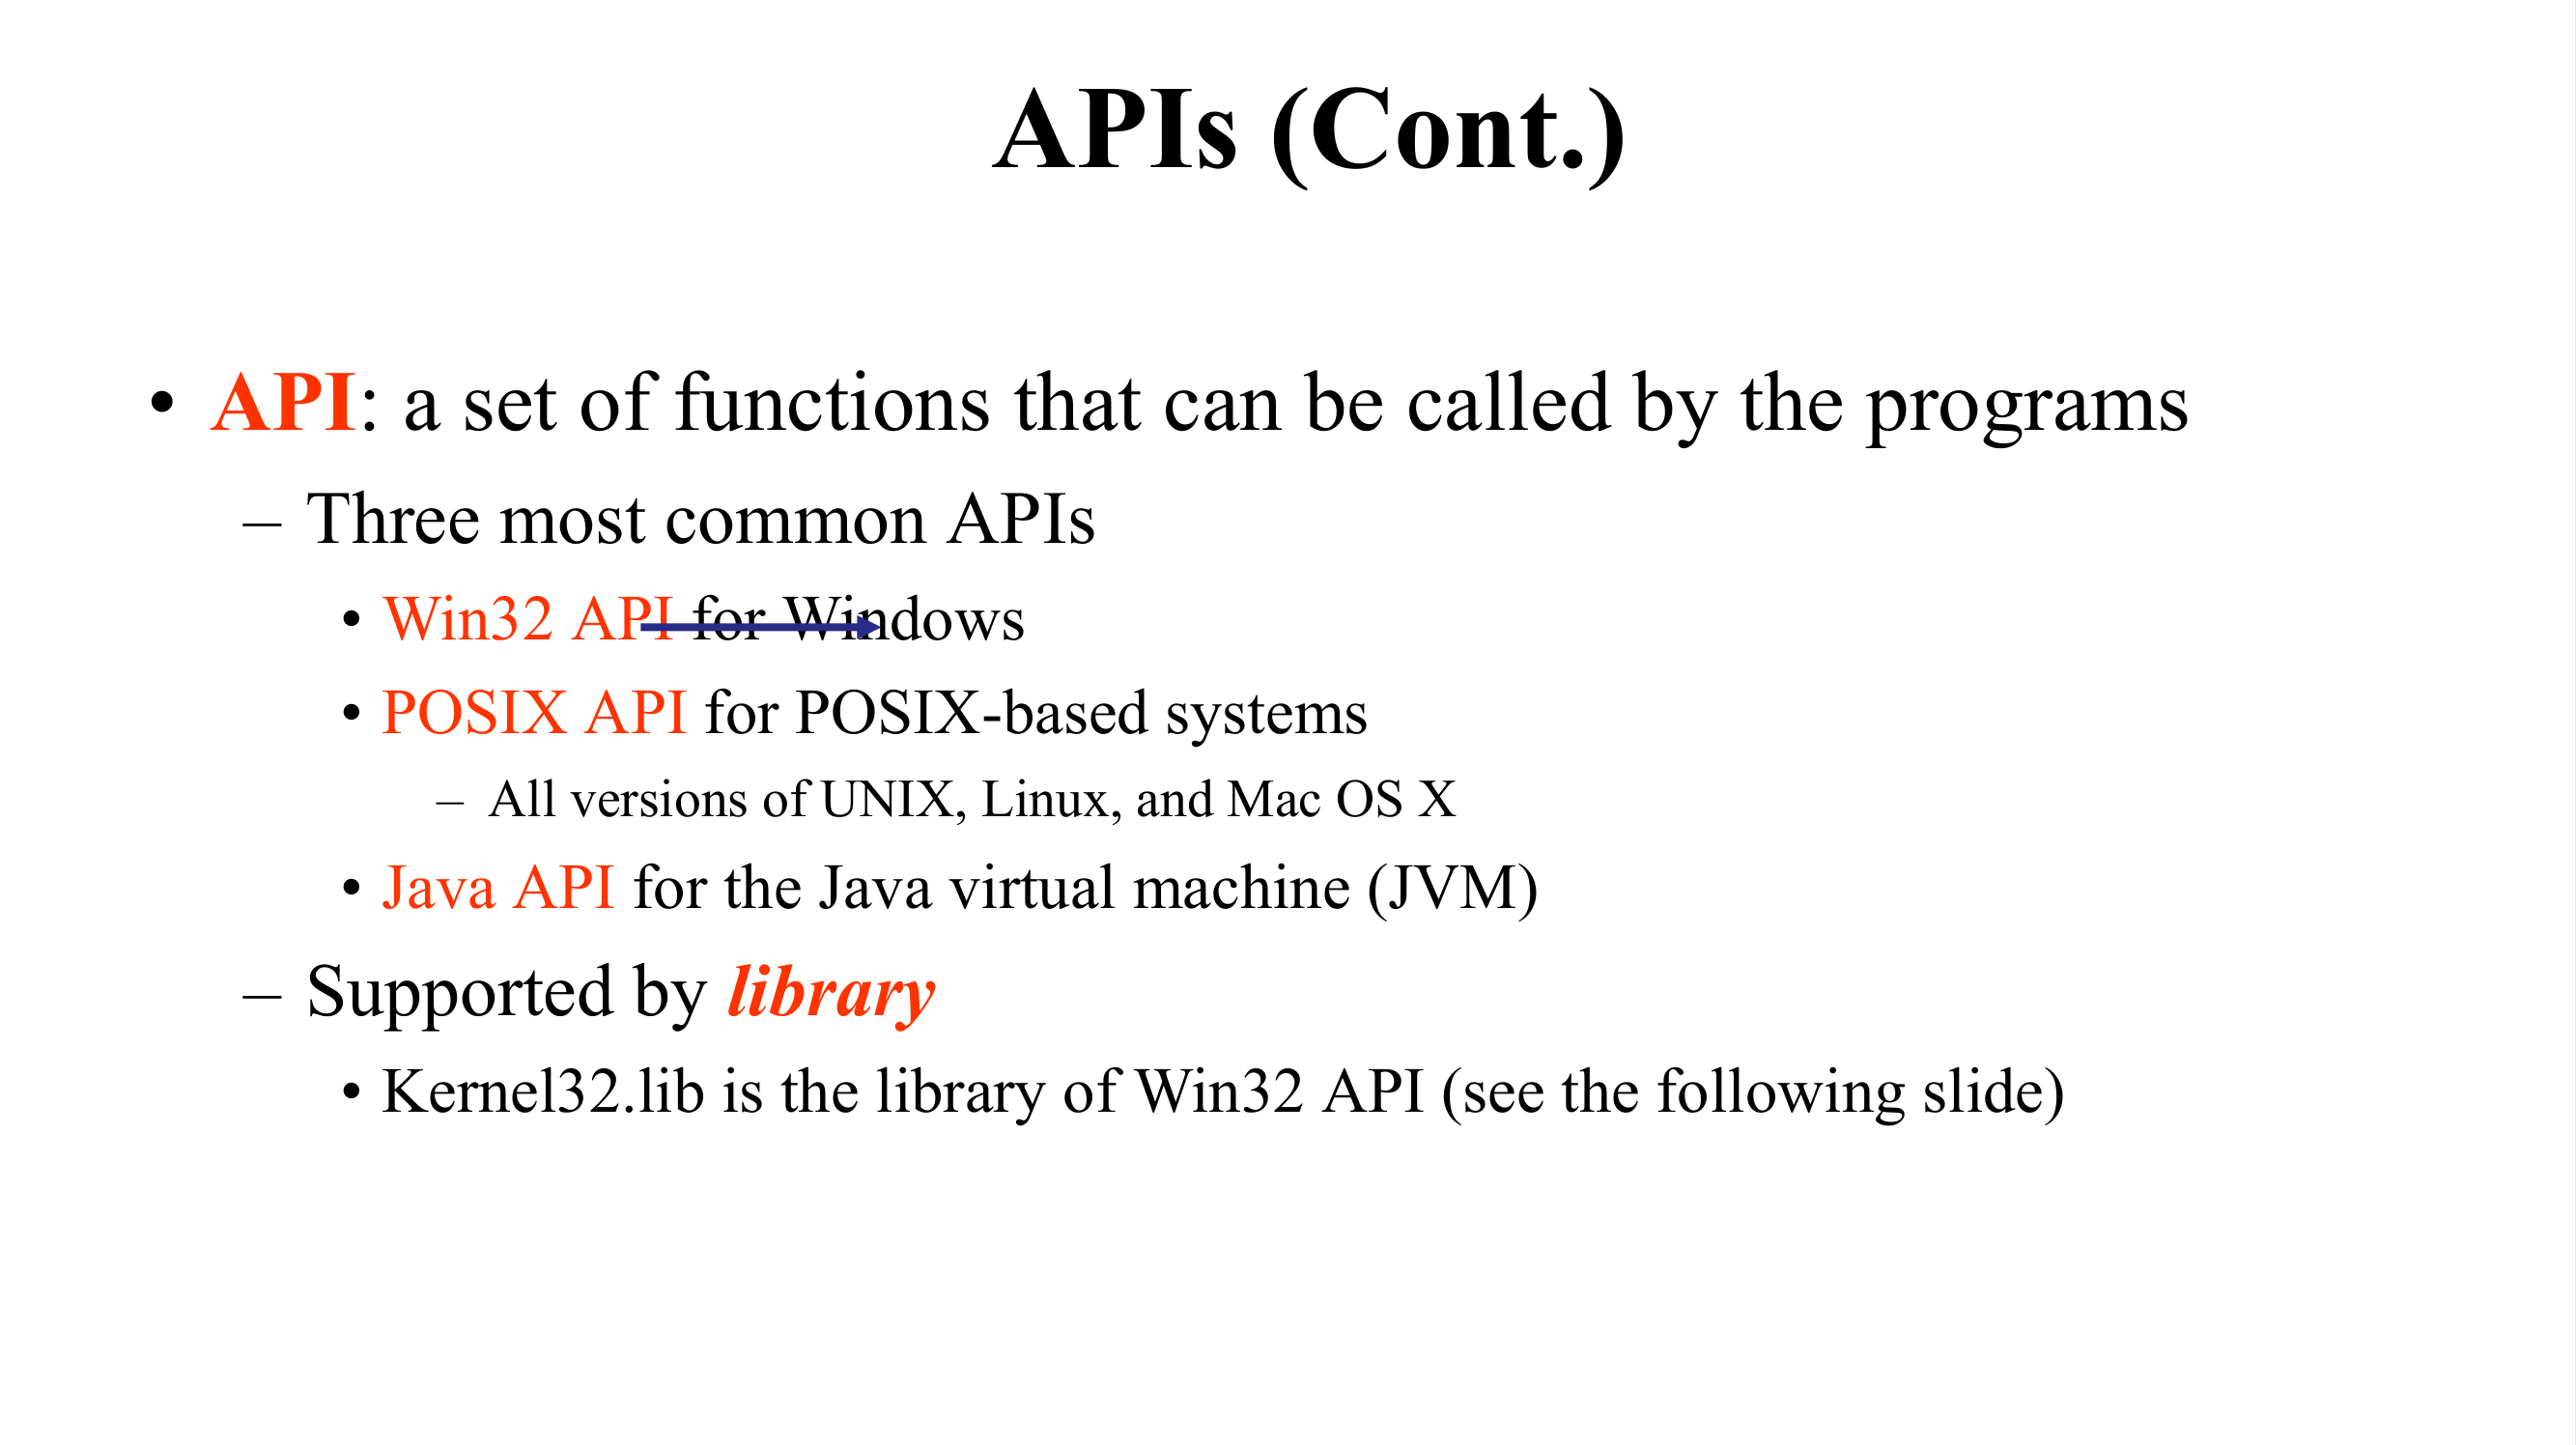 APIs (Cont.)
• API: a set of functions that can be called by the programs
– Three most common APIs
• Win32 API for Windows
• POSIX API for POSIX-based systems
– All versions of UNIX, Linux, and Mac OS X
• Java API for the Java virtual machine (JVM)
– Supported by library
• Kernel32.lib is the library of Win32 API (see the following slide)